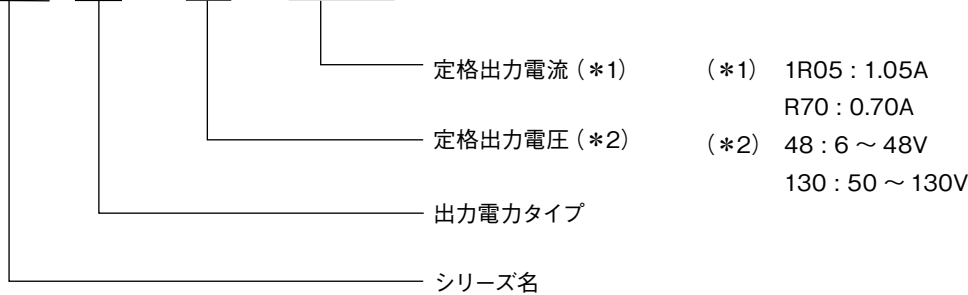 定格出力電流（＊1） （＊1） 1R05 : 1.05A
R70 : 0.70A
定格出力電圧（＊2） （＊2） 48 : 6 ～ 48V
130 : 50 ～ 130V
出力電力タイプ
シリーズ名